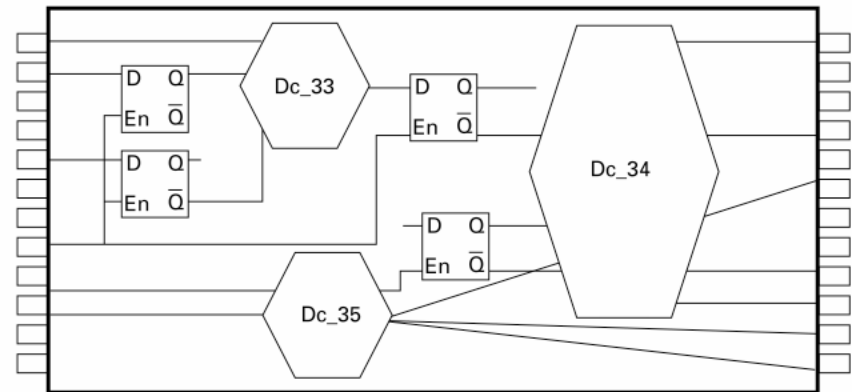 D Q
En Q̅
Dc_33
D Q
En Q̅
D Q
En Q̅
Dc_34
D Q
En Q̅
Dc_35